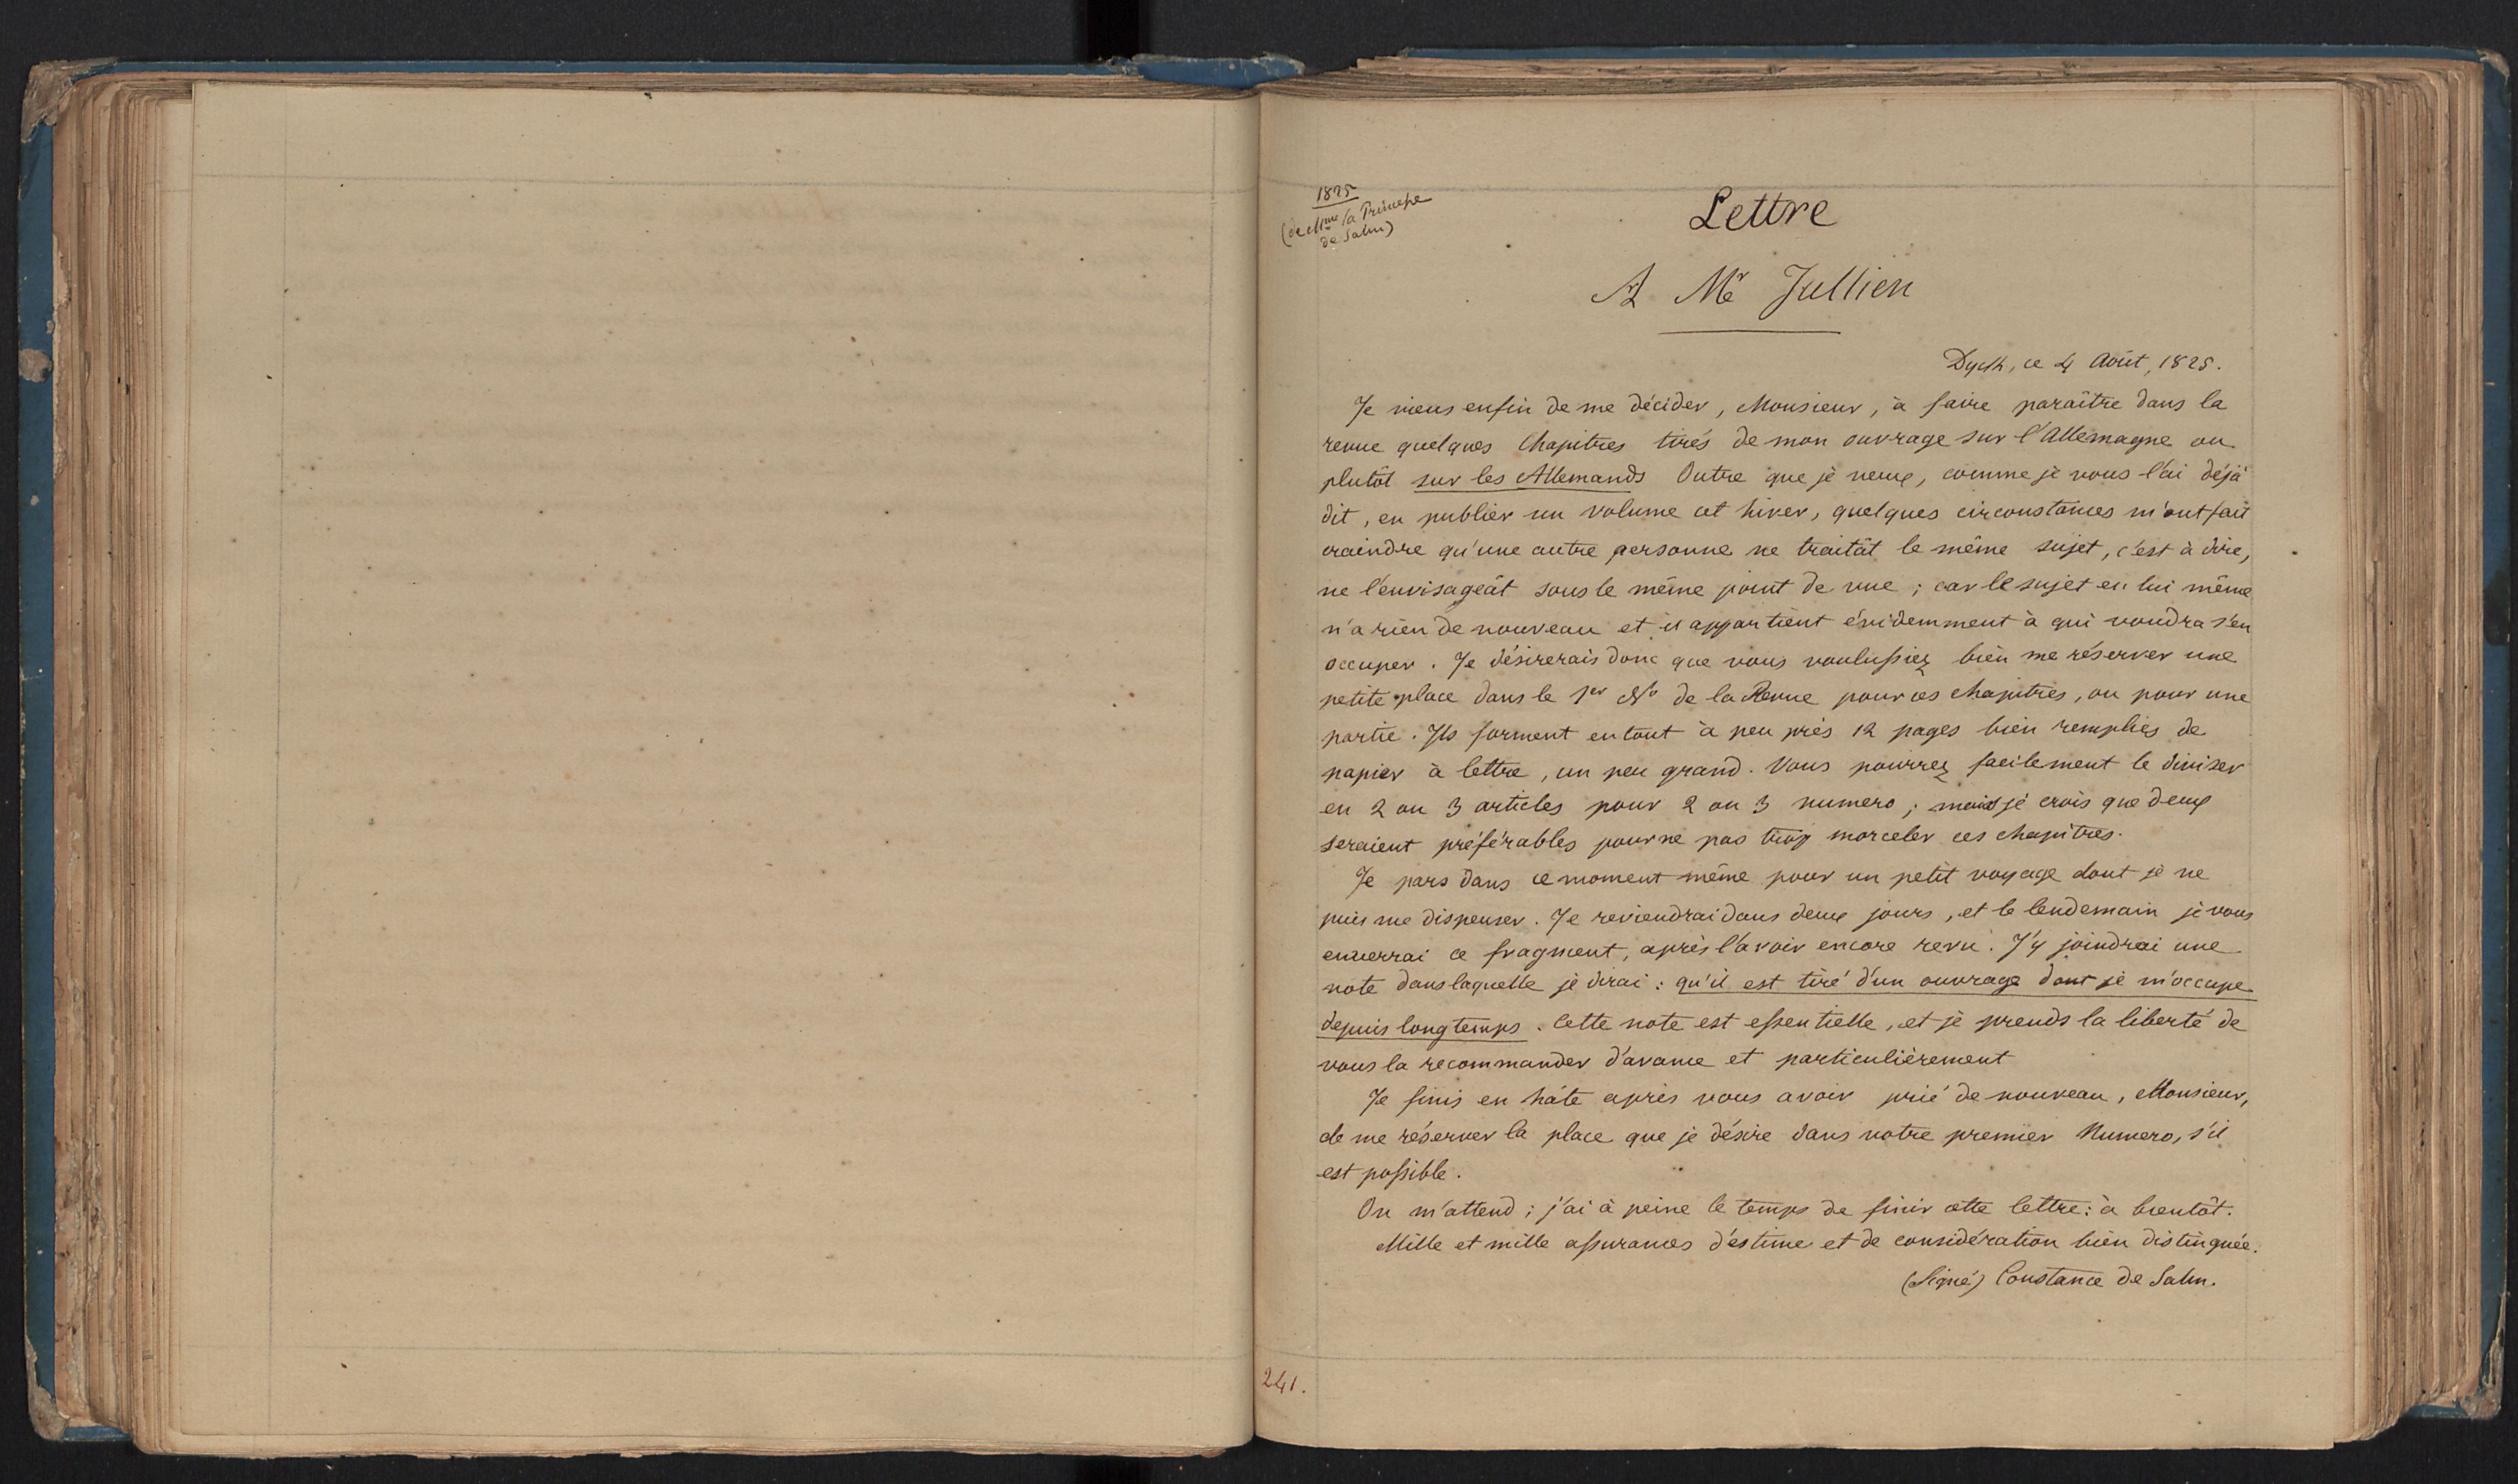 1825
(de Mme la Princesse
de Salm)
Lettre
A Mr Jullien
Dyck, ce 4 Août, 1825.
Je viens enfin de me décider, Monsieur, à faire paraître dans la
revue quelques Chapitres tirés de mon ouvrage sur l'Allemagne ou
plutôt sur les Allemands Outre que je veux, comme je vous l'ai déjà
dit, en publier un volume cet hiver, quelques circonstances m'ont fait
craindre qu'une autre personne ne traitât le même sujet, c'est à dire,
ne l'envisageât sous le même point de vue ; car le sujet en lui même
n'a rien de nouveau et il appartient évidemment à qui voudra s'en
occuper. Je désirerais donc que vous voulussiez bien me réserver une
petite place dans le 1er No de la Revue pour ces chapitres, ou pour une
partie. Ils forment en tout à peu près 12 pages bien remplies de
papier à lettre, un peu grand. Vous pourrez facilement le diviser
en 2 ou 3 articles pour 2 ou 3 numero ; mais je crois que deux
seraient préférables pour ne pas trop morceler ces chapitres.
Je pars dans ce moment même pour un petit voyage dont je ne
puis me dispenser. Je reviendrai dans deux jours, et le lendemain je vous
enverrai ce fragment, après l'avoir encore revu. J'y joindrai une
note dans laquelle je dirai : qu'il est tiré d'un ouvrage dont je m'occupe
depuis longtemps. Cette note est essentielle, et je prends la liberté de
vous la recommander d'avance et particulièrement
Je finis en hâte après vous avoir prié de nouveau, Monsieur,
de me réserver la place que je désire dans votre premier Numero, s'il
est possible.
On m'attend ; j'ai à peine le temps de finir cette lettre : à bientôt.
Mille et mille assurances d'estime et de considération bien distinguée.
(Signé) Constance de Salm.
241.